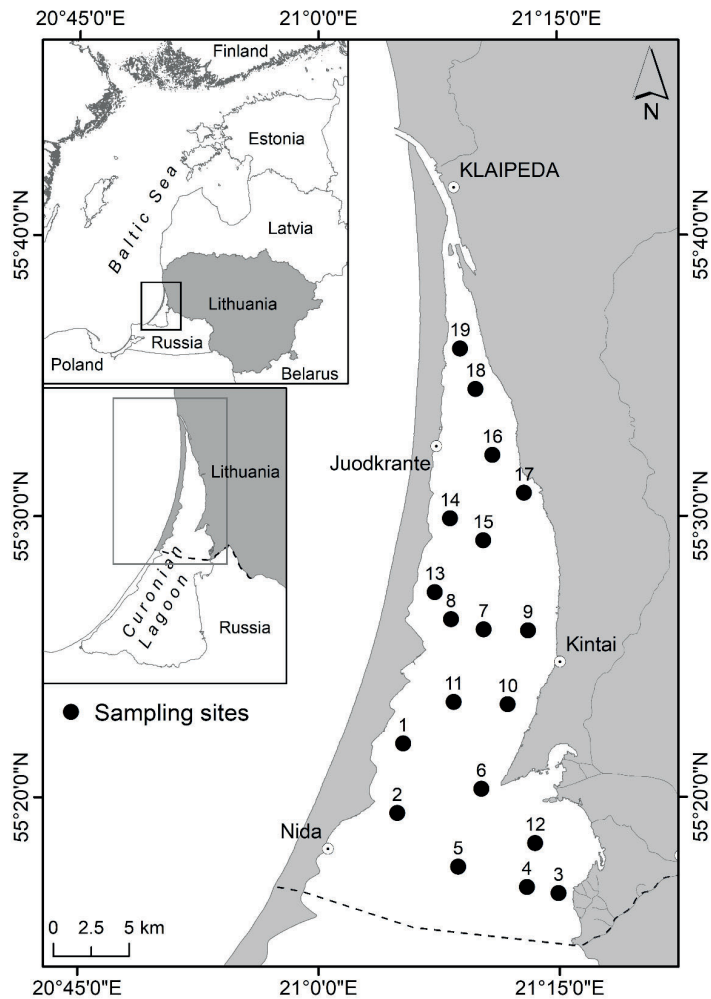 20°45'0"E 21°0'0"E 21°15'0"E
Finland
Estonia
Baltic Sea
Latvia
Lithuania
Russia
Poland
Belarus
Lithuania
Curonian
Lagoon
Russia
Sampling sites
N
KLAIPEDA
55°40'0"N 55°40'0"N
19
18
16
Juodkrante
17
55°30'0"N 55°30'0"N
14
15
13
8
7
9
Kintai
11
10
1
6
55°20'0"N 55°20'0"N
2
Nida
12
5
4
3
0 2.5 5 km
20°45'0"E 21°0'0"E 21°15'0"E